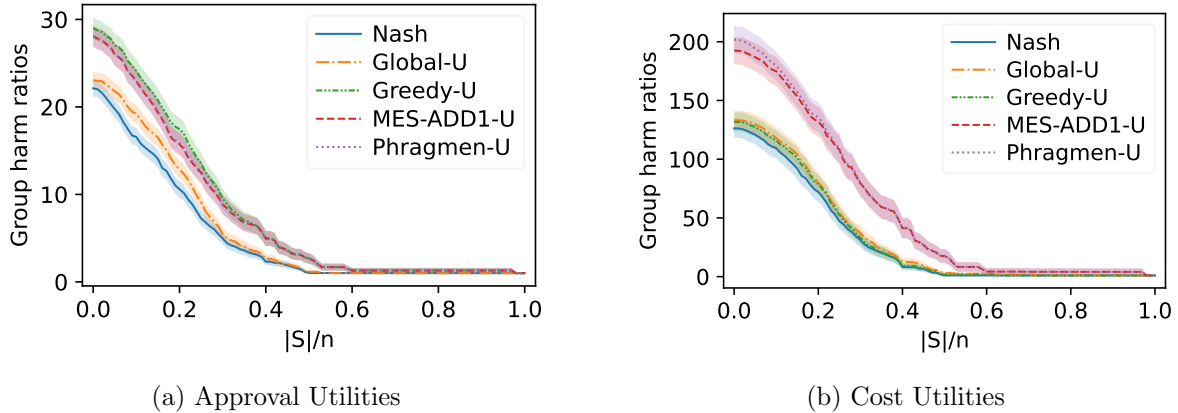 Group harm ratios
30
20
10
0
0.0 0.2 0.4 0.6 0.8 1.0
|S|/n
Nash
Global-U
Greedy-U
MES-ADD1-U
Phragmen-U
(a) Approval Utilities
Group harm ratios
200
150
100
50
0
0.0 0.2 0.4 0.6 0.8 1.0
|S|/n
Nash
Global-U
Greedy-U
MES-ADD1-U
Phragmen-U
(b) Cost Utilities